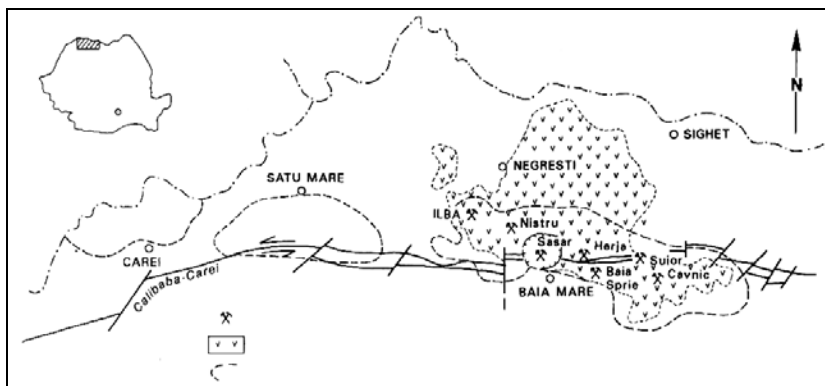 N
SIGHET
NEGRESTI
SATU MARE
ILBA
Nistru
Sasar
Herja
Suior
CAREI
Baia
Sprie
Cavnic
BAIA MARE
Calibaba-Carei